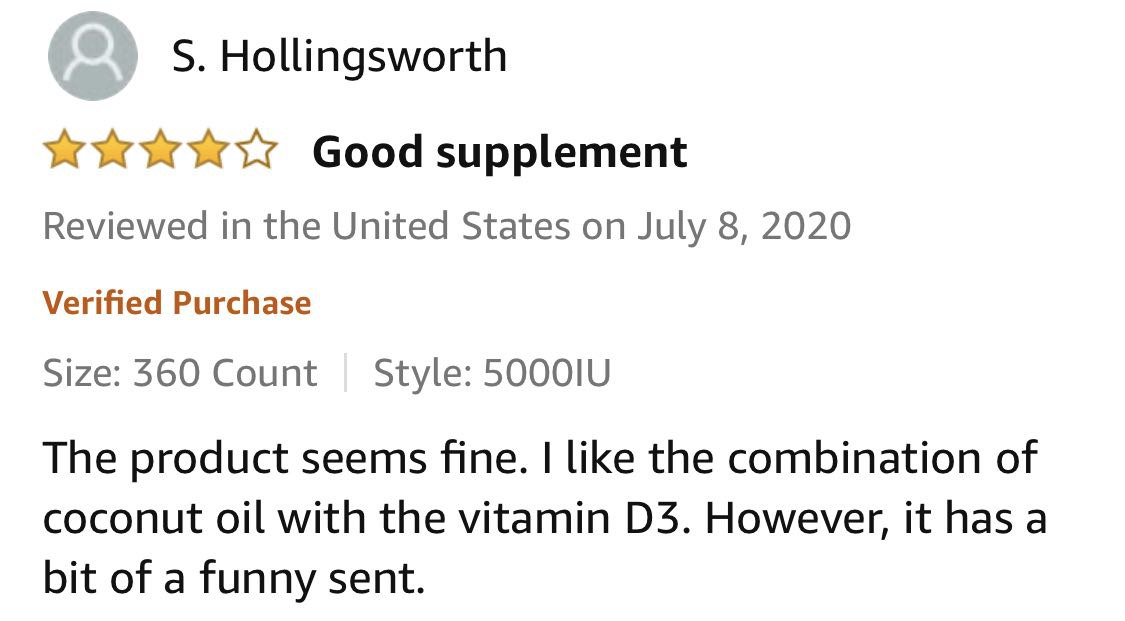 S. Hollingsworth
Good supplement
Reviewed in the United States on July 8, 2020
Verified Purchase
Size: 360 Count | Style: 5000IU
The product seems fine. I like the combination of
coconut oil with the vitamin D3. However, it has a
bit of a funny sent.